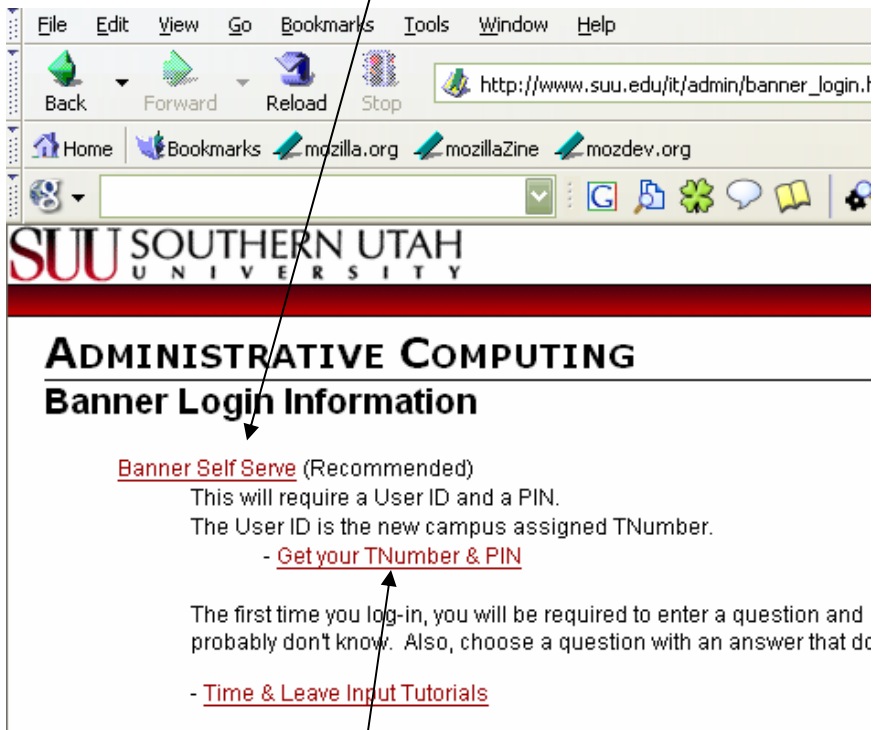 File Edit View Go Bookmarks Tools Window Help
Back Forward Reload Stop http://www.suu.edu/it/admin/banner_login.h
Home Bookmarks mozilla.org mozillaZine mozdev.org
G
SUU SOUTHERN UTAH
UNIVERSITY
ADMINISTRATIVE COMPUTING
Banner Login Information
Banner Self Serve (Recommended)
This will require a User ID and a PIN.
The User ID is the new campus assigned TNumber.
- Get your TNumber & PIN
The first time you log-in, you will be required to enter a question and
probably don't know. Also, choose a question with an answer that do
- Time & Leave Input Tutorials